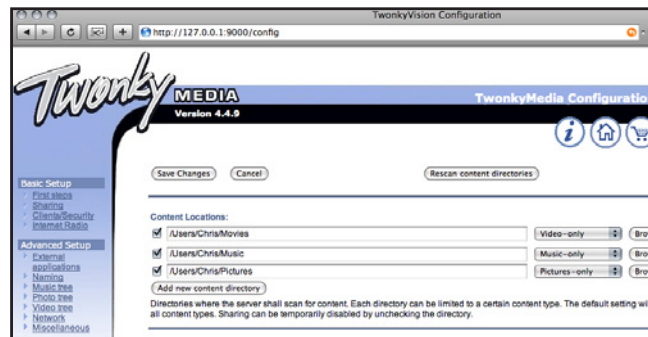 TwonkyVision Configuration
http://127.0.0.1:9000/config
Twonky
MEDIA
Version 4.4.9
TwonkyMedia Configuratio
Save Changes
Cancel
Rescan content directories
Basic Setup
First steps
Sharing
Clients/Security
Internet Radio
Advanced Setup
External
applications
Naming
Music tree
Photo tree
Video tree
Network
Miscellaneous
Content Locations:
/Users/Chris/Movies Video-only Bro
/Users/Chris/Music Music-only Bro
/Users/Chris/Pictures Pictures-only Bro
Add new content directory
Directories where the server shall scan for content. Each directory can be limited to a certain content type. The default setting wi
all content types. Sharing can be temporarily disabled by unchecking the directory.